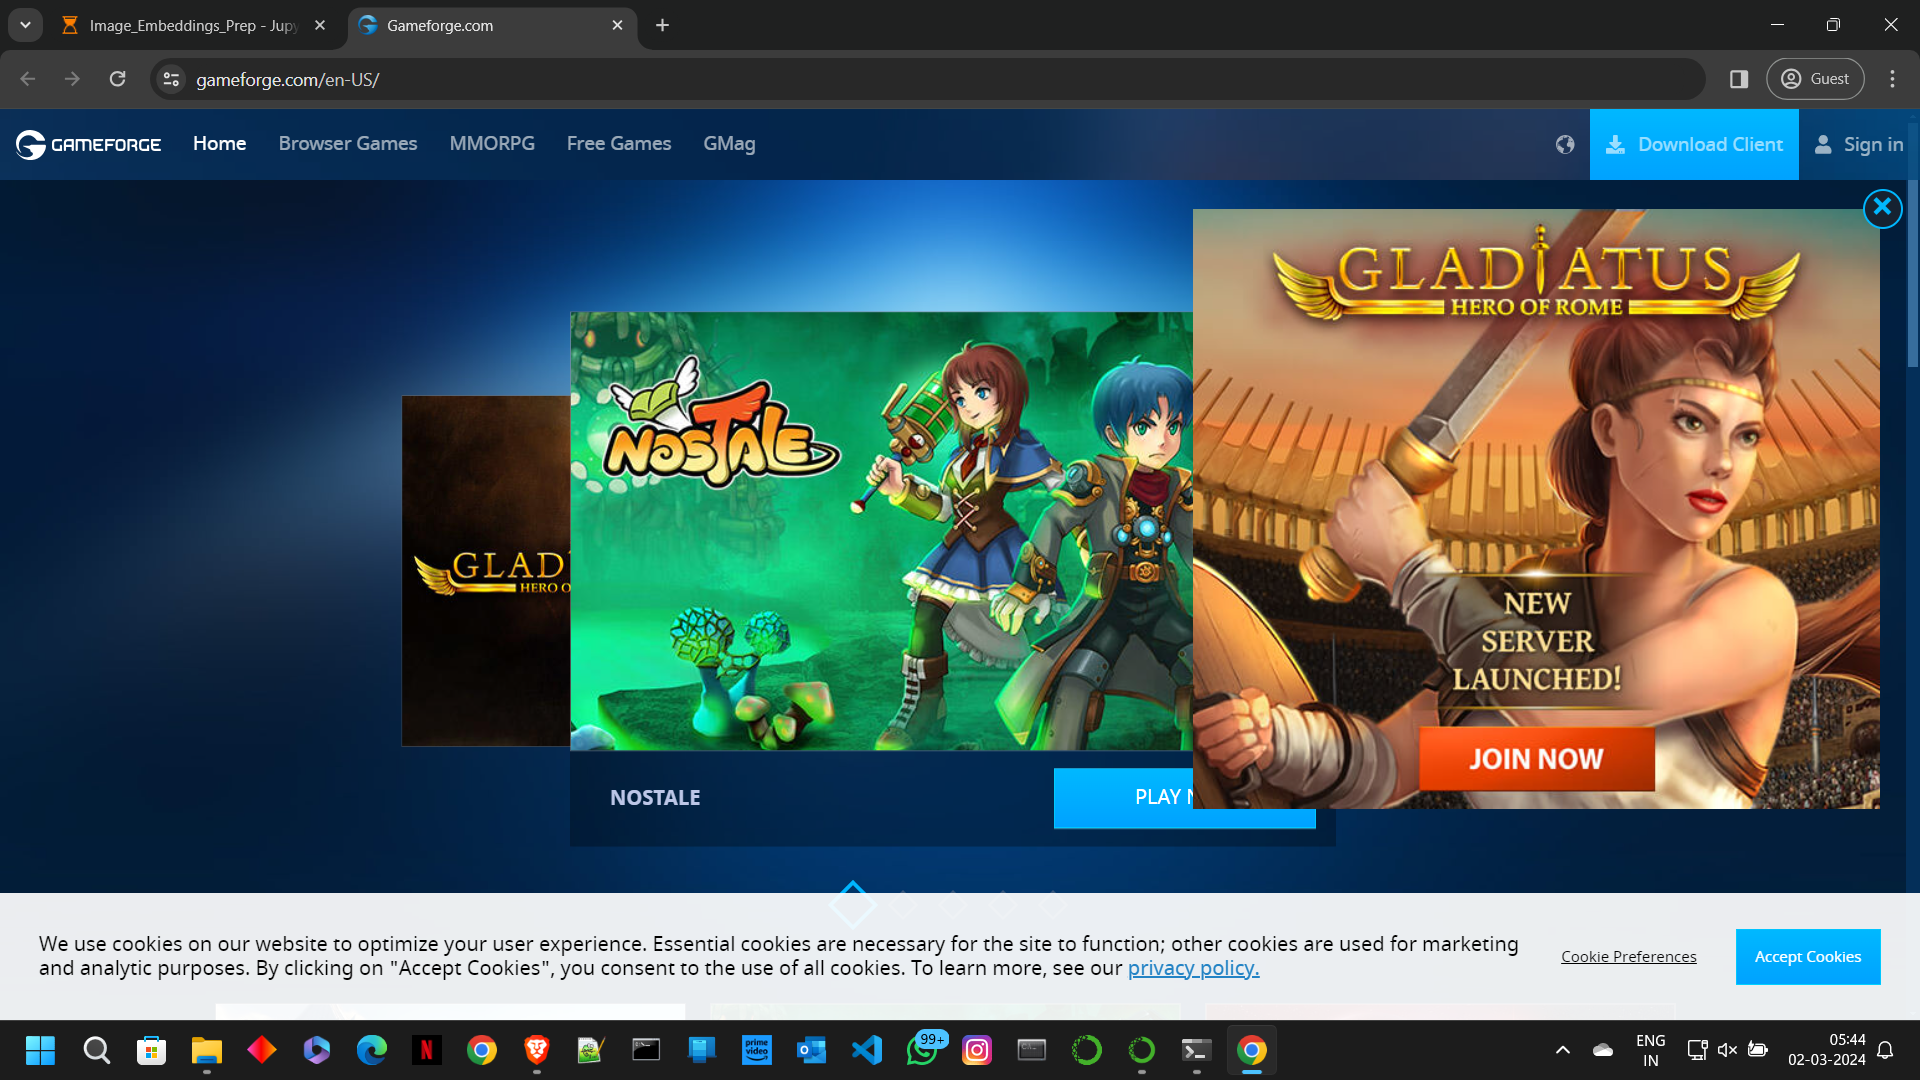 Image_Embeddings_Prep - Jupy
Gameforge.com
gameforge.com/en-US/
Guest
GAMEFORGE
Home
Browser Games
MMORPG
Free Games
GMag
Download Client
Sign in
GLADIATUS
HERO OF ROME
NOSTALE
GLAD
HERO O
NEW
SERVER
LAUNCHED!
JOIN NOW
NOSTALE
PLAY N
We use cookies on our website to optimize your user experience. Essential cookies are necessary for the site to function; other cookies are used for marketing
and analytic purposes. By clicking on "Accept Cookies", you consent to the use of all cookies. To learn more, see our privacy policy.
Cookie Preferences
Accept Cookies
prime
video
99+
ENG
IN
05:44
02-03-2024